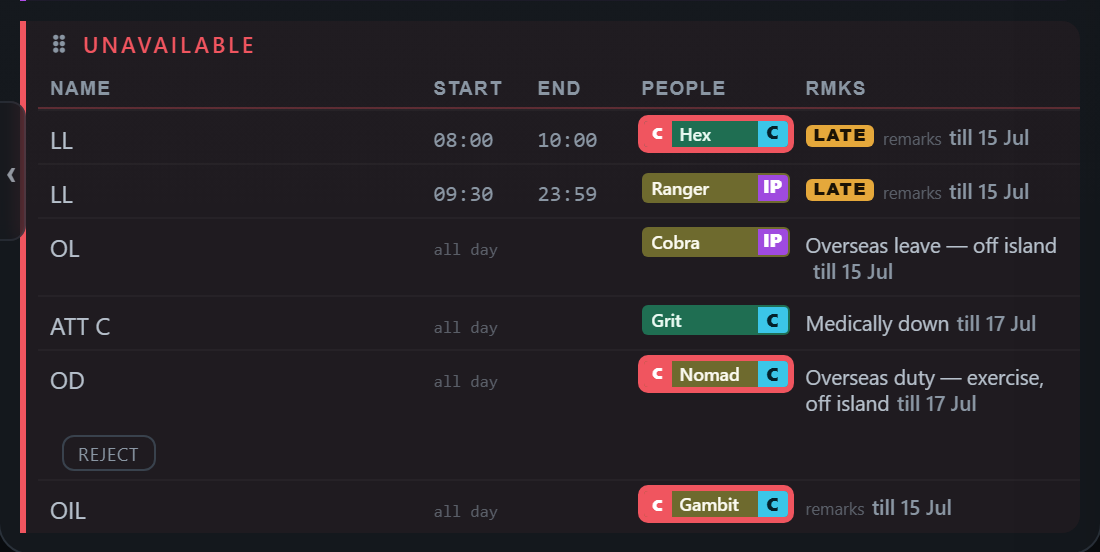 UNAVAILABLE
NAME START END PEOPLE RMKS
LL 08:00 10:00 C Hex C LATE remarks till 15 Jul
LL 09:30 23:59 Ranger IP LATE remarks till 15 Jul
OL all day Cobra IP Overseas leave — off island
till 15 Jul
ATT C all day Grit C Medically down till 17 Jul
OD all day C Nomad C Overseas duty — exercise,
off island till 17 Jul
REJECT
OIL all day C Gambit C remarks till 15 Jul